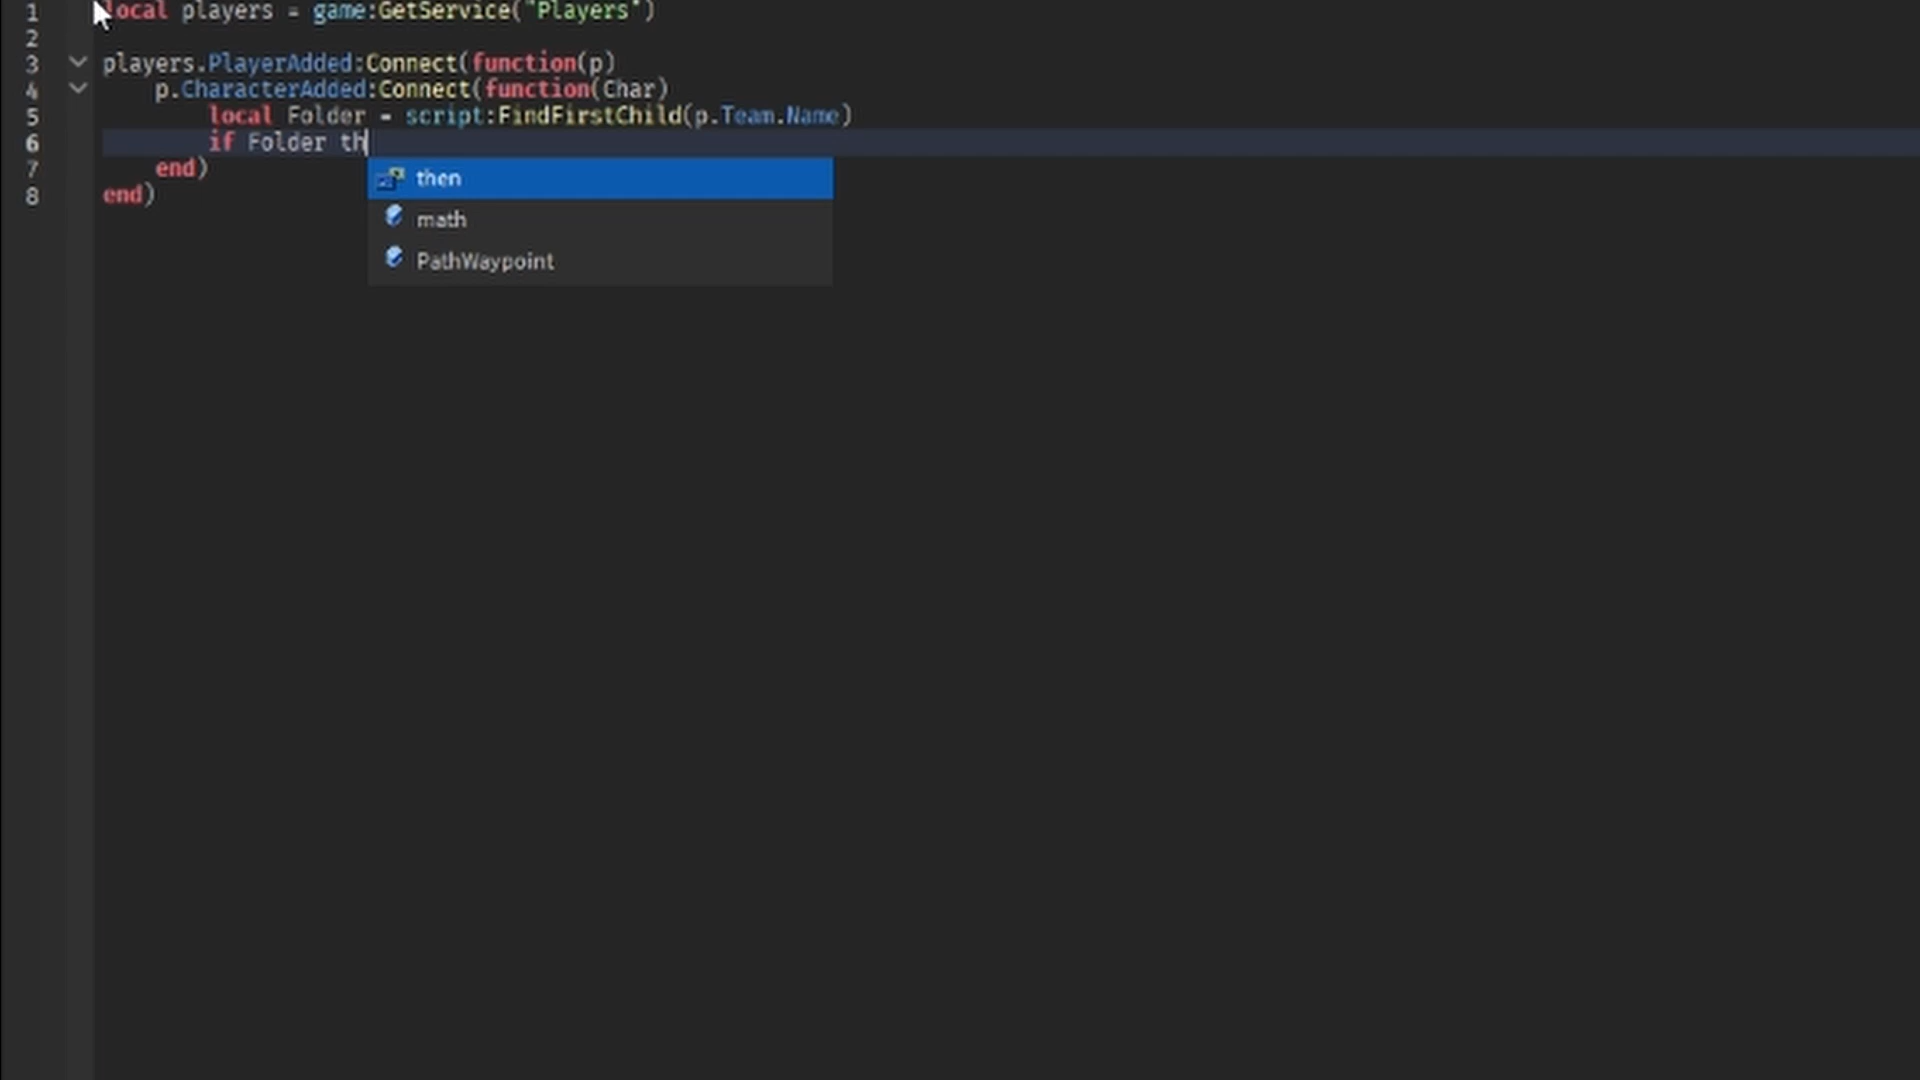 1 local players = game:GetService("Players")
2
3 players.PlayerAdded:Connect(function(p)
4 p.CharacterAdded:Connect(function(Char)
5 local Folder = script:FindFirstChild(p.Team.Name)
6 if Folder th
7 end)
8 end)
then
math
PathWaypoint